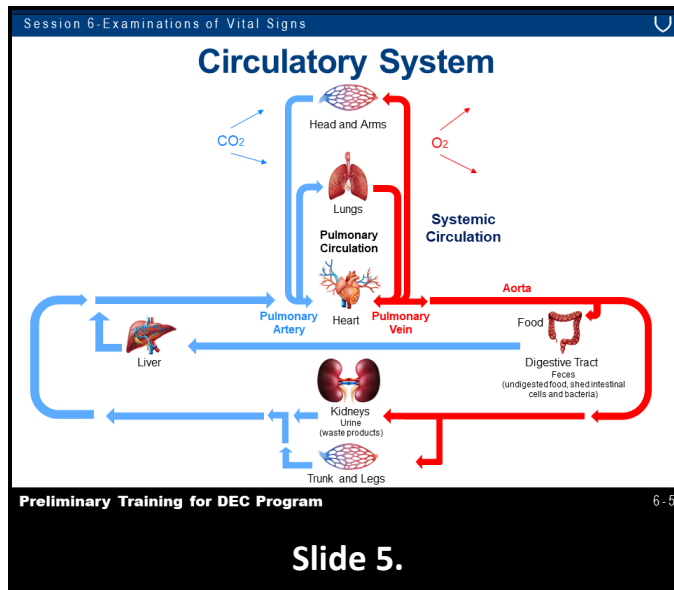 Session 6-Examinations of Vital Signs
Circulatory System
Head and Arms
CO2
O2
Lungs
Pulmonary
Circulation
Systemic
Circulation
Aorta
Pulmonary
Artery
Heart
Pulmonary
Vein
Food
Liver
Digestive Tract
Feces
(undigested food, shed intestinal
cells and bacteria)
Kidneys
Urine
(waste products)
Trunk and Legs
Preliminary Training for DEC Program
6-5
Slide 5.